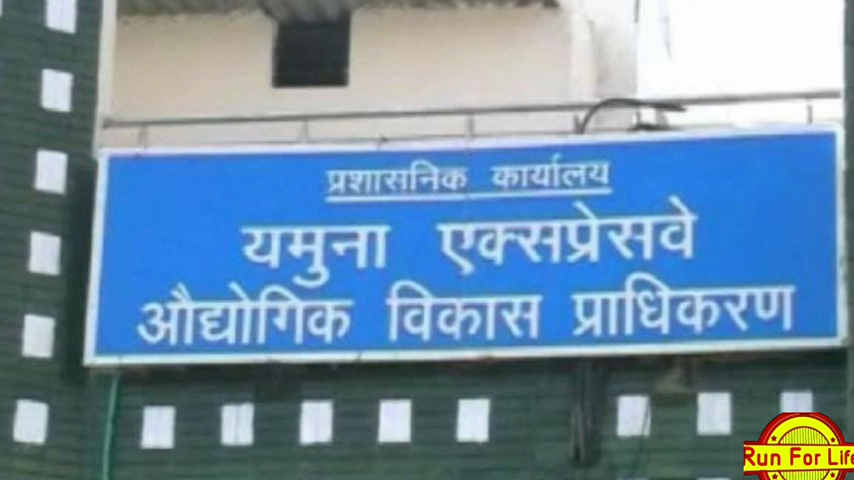 प्रशासनिक कार्यालय
यमुना एक्सप्रेसवे
औद्योगिक विकास प्राधिकरण
Run For Life